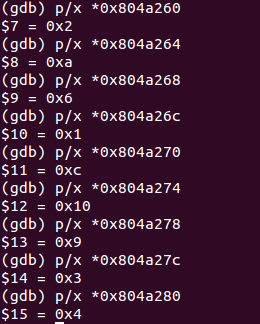 (gdb) p/x *0x804a260
$7 = 0x2
(gdb) p/x *0x804a264
$8 = 0xa
(gdb) p/x *0x804a268
$9 = 0x6
(gdb) p/x *0x804a26c
$10 = 0x1
(gdb) p/x *0x804a270
$11 = 0xc
(gdb) p/x *0x804a274
$12 = 0x10
(gdb) p/x *0x804a278
$13 = 0x9
(gdb) p/x *0x804a27c
$14 = 0x3
(gdb) p/x *0x804a280
$15 = 0x4